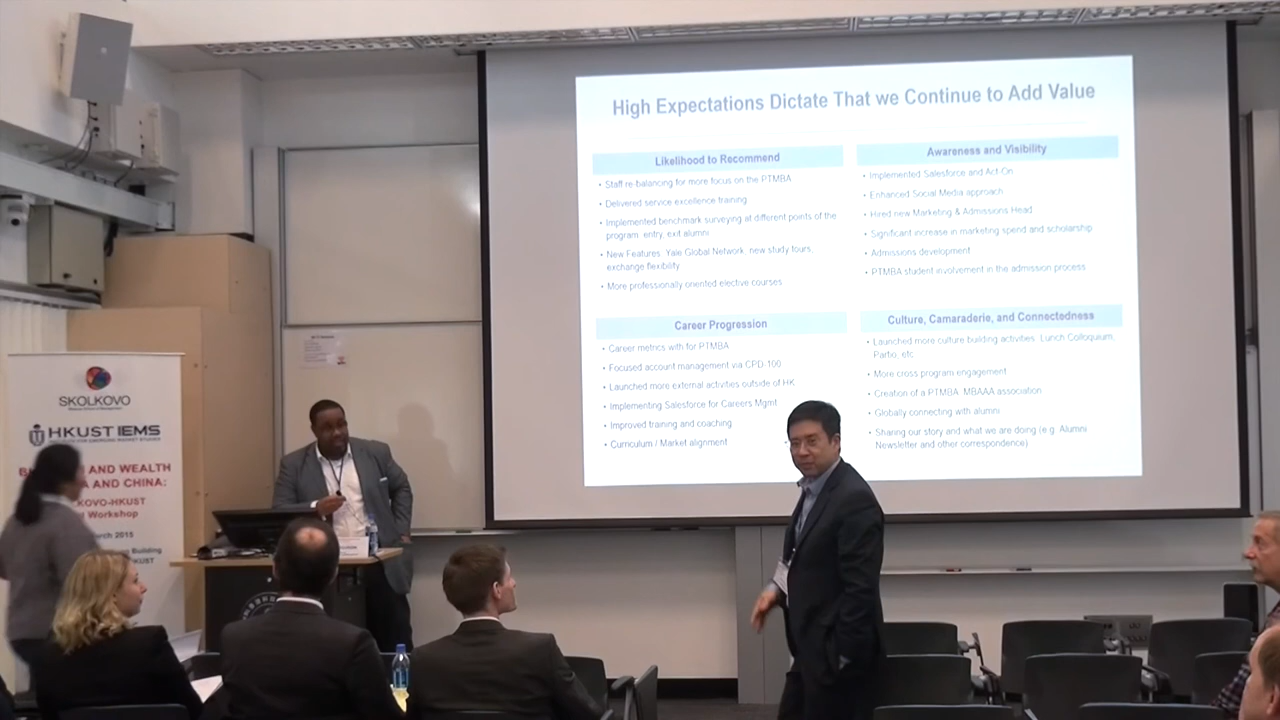 High Expectations Dictate That we Continue to Add Value
Likelihood to Recommend
• Staff re-balancing for more focus on the PTMBA
• Delivered service excellence training
• Implemented benchmark surveying at different points of the
program entry, exit alumni
• New Features Yale Global Network, new study tours,
exchange flexibility
• More professionally oriented elective courses
Awareness and Visibility
• Implemented Salesforce and Act-On
• Enhanced Social Media approach
• Hired new Marketing & Admissions Head
• Significant increase in marketing spend and scholarship
• Admissions development
• PTMBA student involvement in the admission process
Career Progression
• Career metrics with for PTMBA
• Focused account management via CPD-160
• Launched more external activities outside of HK
• Implementing Salesforce for Careers Mgmt
• Improved training and coaching
• Curriculum / Market alignment
Culture, Camaraderie, and Connectedness
• Launched more culture building activities Lunch Colloquium,
etc
• More cross program engagement
• Creation of a PTMBA MBAAA association
• Globally connecting with alumni
• Sharing our story and what we are doing (e.g. Alumni
Newsletter and other correspondence)
SKOLKOVO
HKUST IEMS
AND WEALTH
AND CHINA:
KOVO-HKUST
Workshop
2015
Building